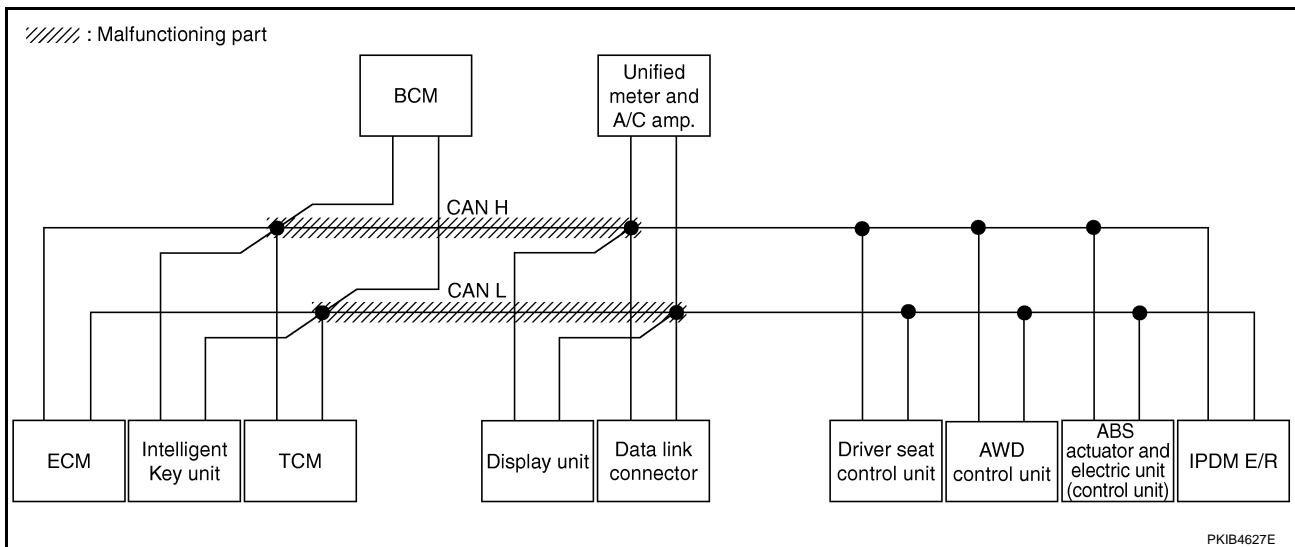 : Malfunctioning part
BCM
Unified
meter and
A/C amp.
CAN H
CAN L
ECM
Intelligent
Key unit
TCM
Display unit
Data link
connector
Driver seat
control unit
AWD
control unit
ABS
actuator and
electric unit
(control unit)
IPDM E/R
PKIB4627E